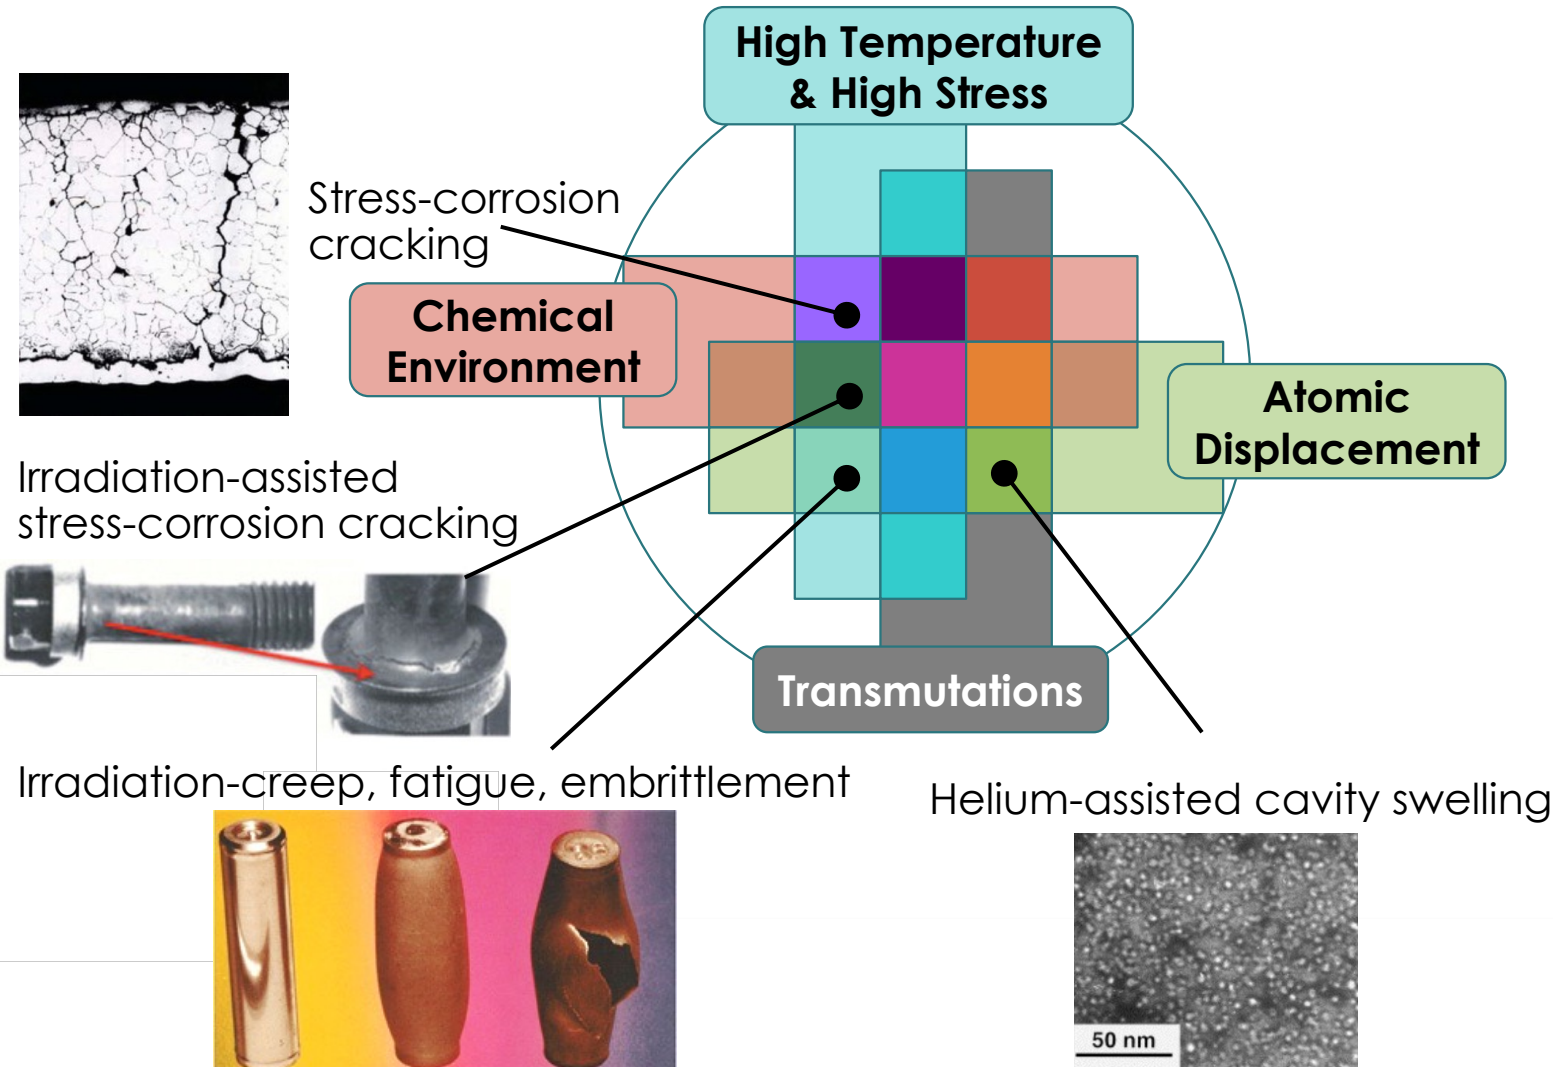 High Temperature
& High Stress
Stress-corrosion
cracking
Chemical
Environment
Atomic
Displacement
Irradiation-assisted
stress-corrosion cracking
Transmutations
Irradiation-creep, fatigue, embrittlement
Helium-assisted cavity swelling
50 nm